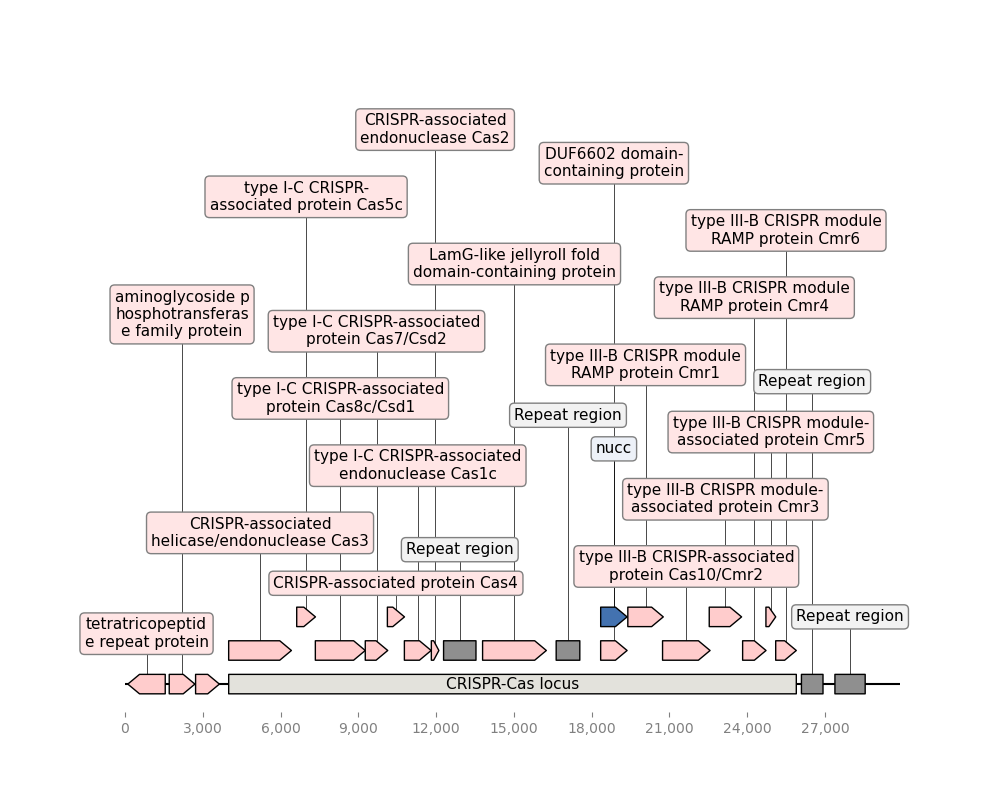 CRISPR-associated
endonuclease Cas2
DUF6602 domain-
containing protein
type I-C CRISPR-
associated protein Cas5c
type III-B CRISPR module
RAMP protein Cmr6
LamG-like jellyroll fold
domain-containing protein
type III-B CRISPR module
RAMP protein Cmr4
aminoglycoside p
hosphotransferas
e family protein
type I-C CRISPR-associated
protein Cas7/Csd2
type III-B CRISPR module
RAMP protein Cmr1
Repeat region
type I-C CRISPR-associated
protein Cas8c/Csd1
Repeat region
type III-B CRISPR module-
associated protein Cmr5
nucc
type I-C CRISPR-associated
endonuclease Cas1c
type III-B CRISPR module-
associated protein Cmr3
CRISPR-associated
helicase/endonuclease Cas3
Repeat region
type III-B CRISPR-associated
protein Cas10/Cmr2
CRISPR-associated protein Cas4
Repeat region
tetratricopeptid
e repeat protein
CRISPR-Cas locus
0 3,000 6,000 9,000 12,000 15,000 18,000 21,000 24,000 27,000